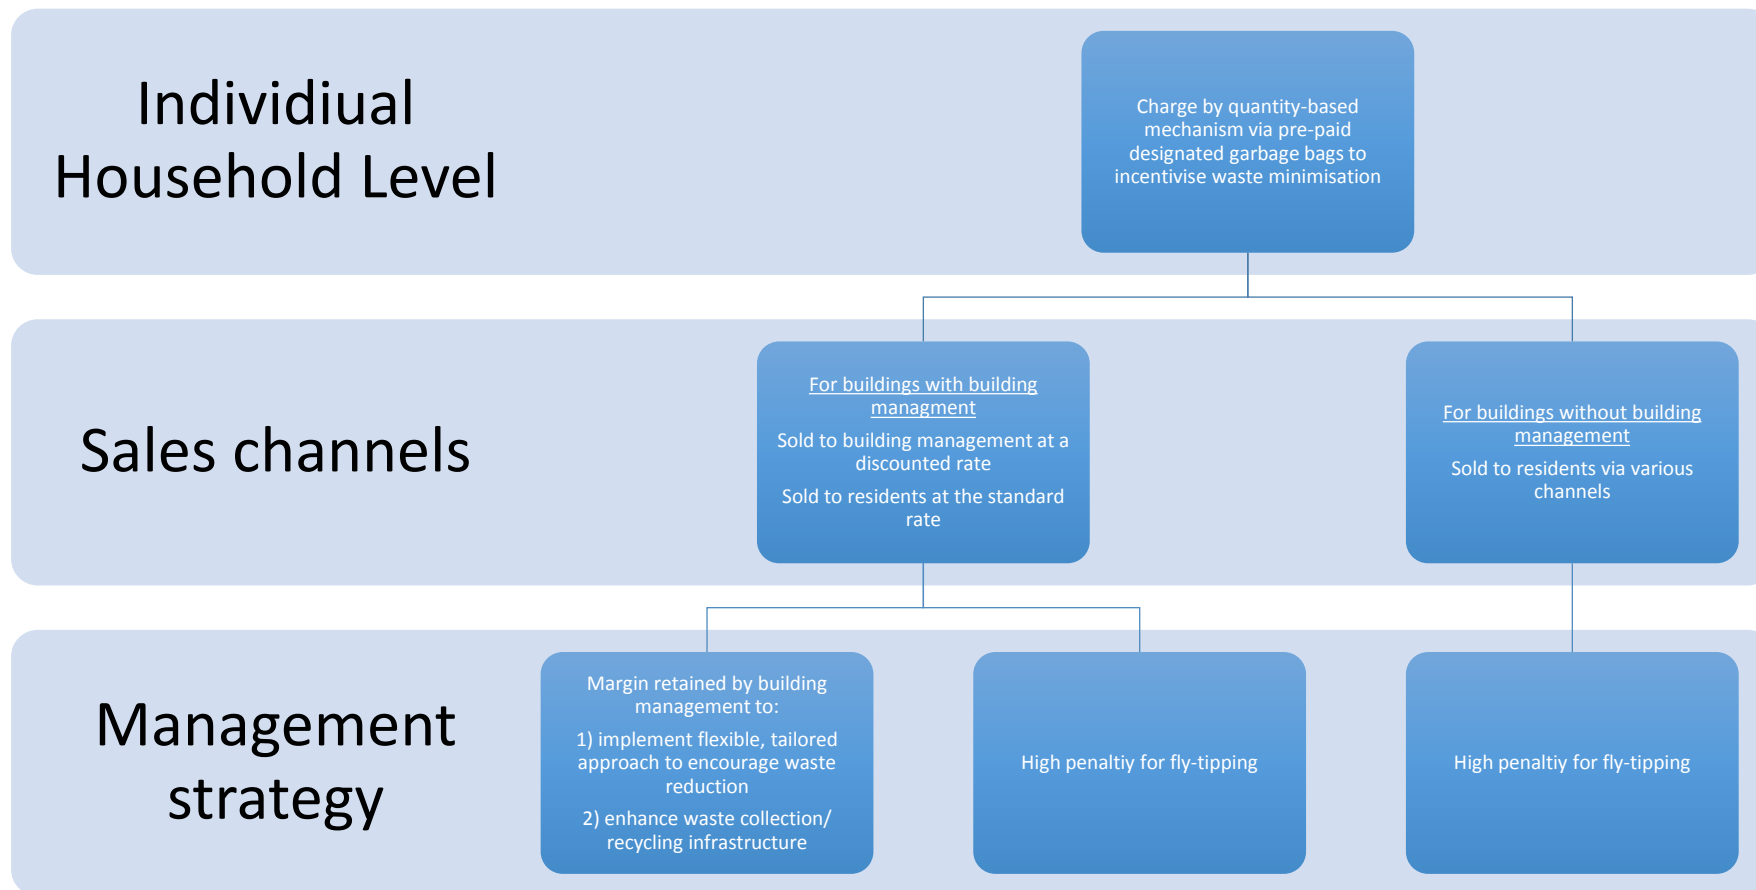 Individiual
Household Level
Charge by quantity-based
mechanism via pre-paid
designated garbage bags to
incentivise waste minimisation
Sales channels
For buildings with building
managment
Sold to building management at a
discounted rate
Sold to residents at the standard
rate
For buildings without building
management
Sold to residents via various
channels
Management
strategy
Margin retained by building
management to:
1) implement flexible, tailored
approach to encourage waste
reduction
2) enhance waste collection/
recycling infrastructure
High penaltiy for fly-tipping
High penaltiy for fly-tipping